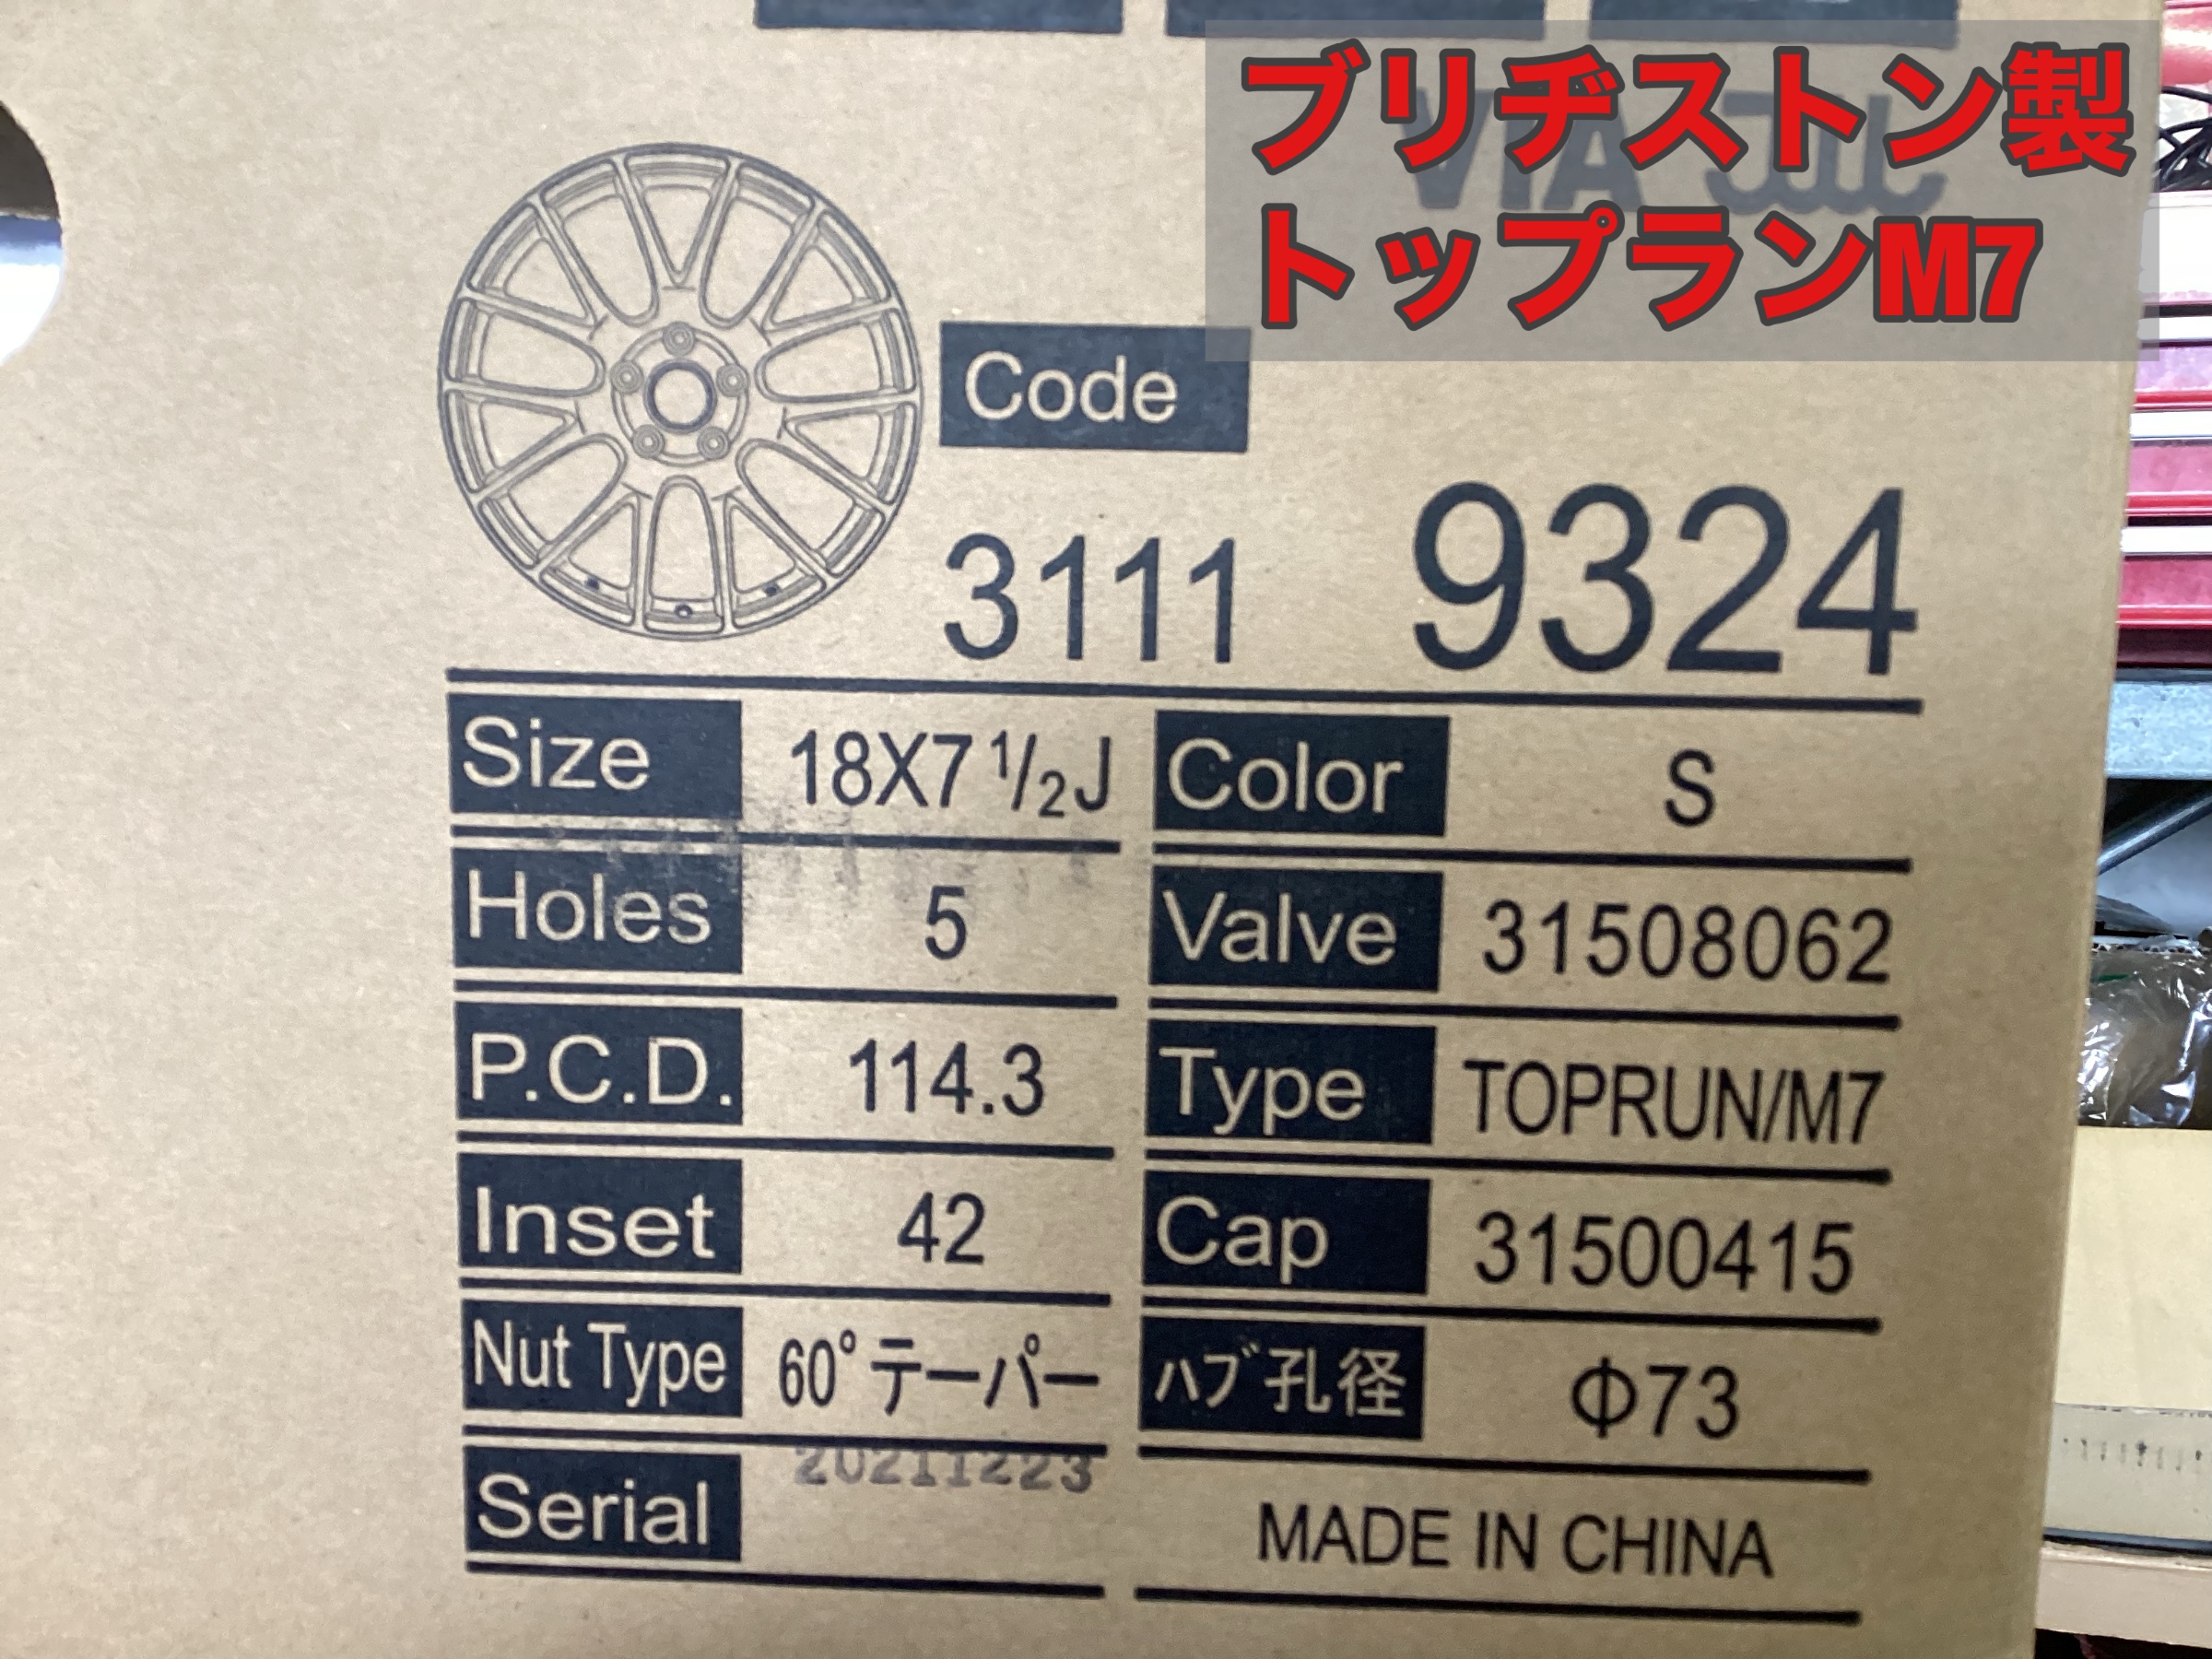 ブリヂストン製
VIA JWL
トップランM7
Code
3111 9324
Size 18X7 1/2J Color S
Holes 5 Valve 31508062
P.C.D. 114.3 Type TOPRUN/M7
Inset 42 Cap 31500415
Nut Type 60°テーパー ハブ孔径 Φ73
Serial 20211223
MADE IN CHINA